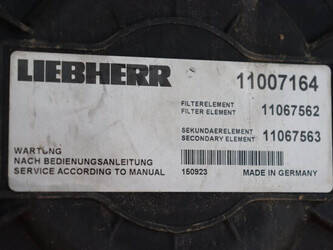 LIEBHERR 11007164
FILTERELEMENT
FILTER ELEMENT 11067562
SEKUNDAERELEMENT
SECONDARY ELEMENT 11067563
WARTUNG
NACH BEDIENUNGSANLEITUNG
SERVICE ACCORDING TO MANUAL
150923 MADE IN GERMANY